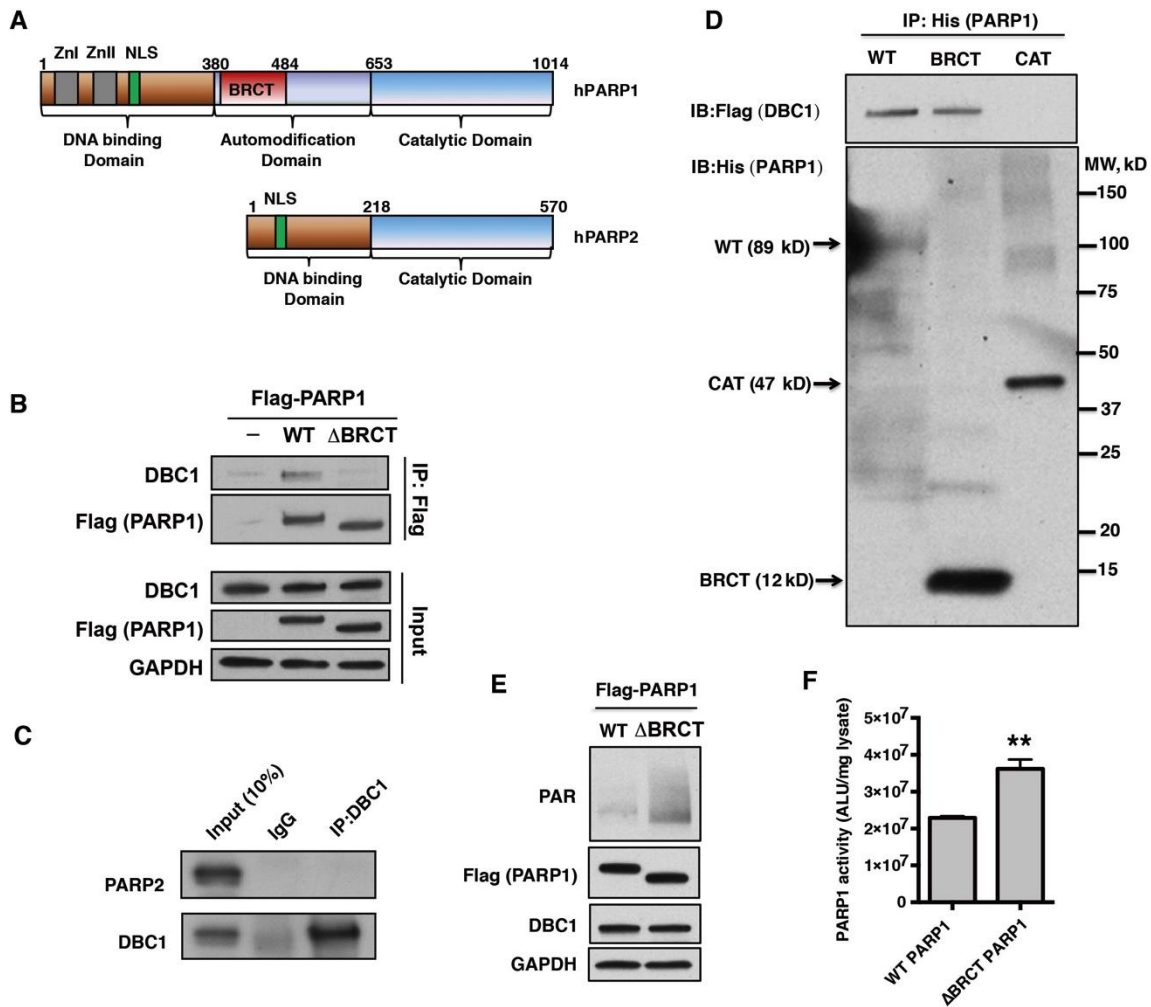 A
ZnI ZnII NLS
1 380 484 653 1014
BRCT
hPARP1
DNA binding Domain
Automodification Domain
Catalytic Domain
NLS
1 218 570
hPARP2
DNA binding Domain
Catalytic Domain
B
Flag-PARP1
– WT ΔBRCT
DBC1
Flag (PARP1)
IP: Flag
DBC1
Flag (PARP1)
GAPDH
Input
C
Input (10%)
IgG
IP:DBC1
PARP2
DBC1
D
IP: His (PARP1)
WT BRCT CAT
IB:Flag (DBC1)
IB:His (PARP1)
MW, kD
150
WT (89 kD)
100
75
50
CAT (47 kD)
37
25
20
15
BRCT (12 kD)
E
Flag-PARP1
WT ΔBRCT
PAR
Flag (PARP1)
DBC1
GAPDH
F
PARP1 activity (ALU/mg lysate)
5×10⁷
4×10⁷
3×10⁷
2×10⁷
1×10⁷
0
**
WT PARP1
ΔBRCT PARP1